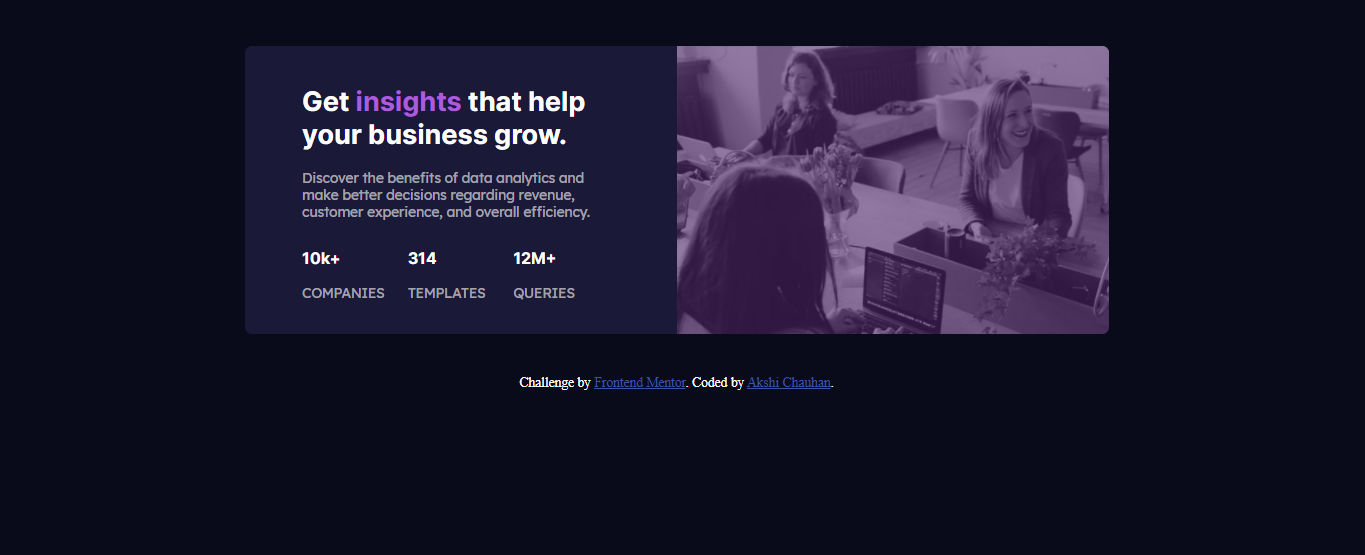 Get insights that help
your business grow.
Discover the benefits of data analytics and
make better decisions regarding revenue,
customer experience, and overall efficiency.
10k+ 314 12M+
COMPANIES TEMPLATES QUERIES
Challenge by Frontend Mentor. Coded by Akshi Chauhan.